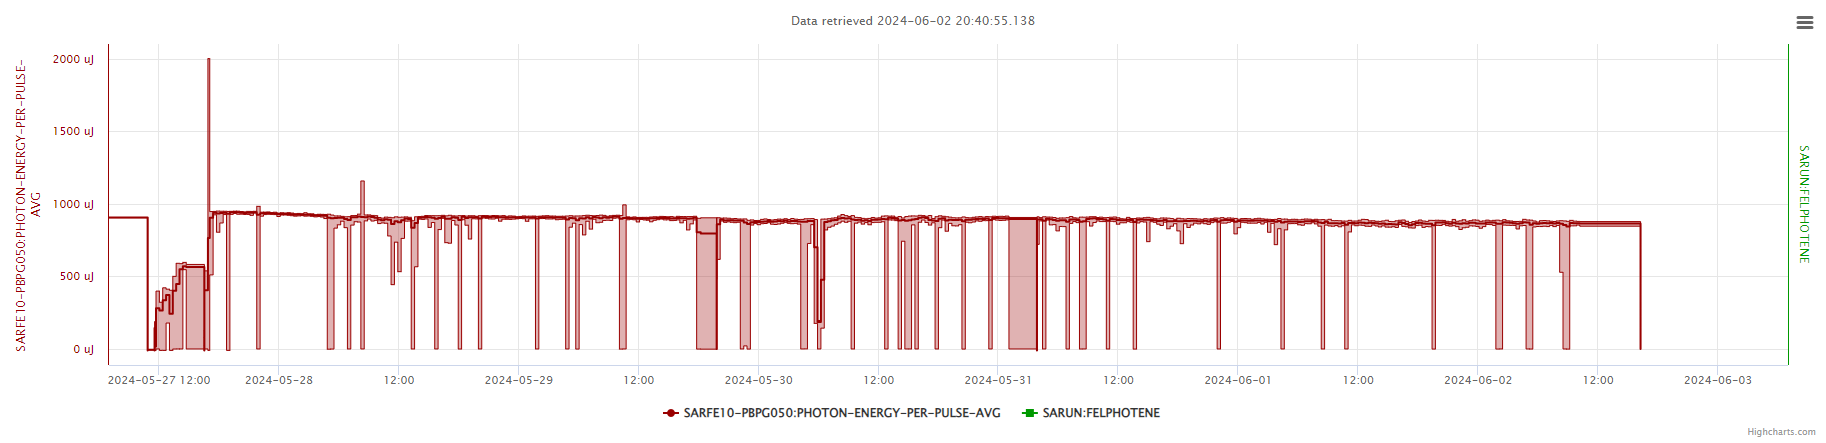 Data retrieved 2024-06-02 20:40:55.138
SARFE10-PBPG050:PHOTON-ENERGY-PER-PULSE-
AVG
2000 uJ
1500 uJ
1000 uJ
500 uJ
0 uJ
SARUN:FELPHOTENE
2024-05-27 12:00 2024-05-28 12:00 2024-05-29 12:00 2024-05-30 12:00 2024-05-31 12:00 2024-06-01 12:00 2024-06-02 12:00 2024-06-03
SARFE10-PBPG050:PHOTON-ENERGY-PER-PULSE-AVG SARUN:FELPHOTENE
Highcharts.com